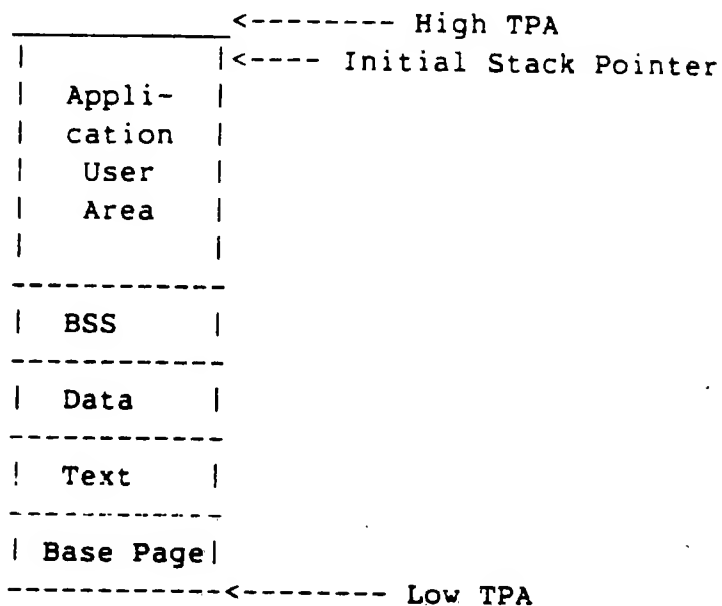 <-------- High TPA
<---- Initial Stack Pointer
Appli-
cation
User
Area
BSS
Data
Text
Base Page
<-------- Low TPA